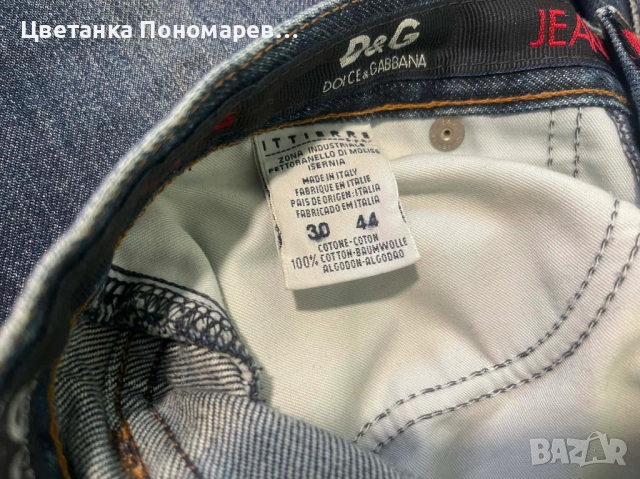 Цветанка Пономарев...
D&G
DOLCE & GABBANA
JEA
ITTIERRE
S.P.A.
ZONA INDUSTRIALE
PETTORANELLO DI MOLISE
ISERNIA
MADE IN ITALY
FABRIQUE EN ITALIE
PAIS DE ORIGEN: ITALIA
FABRICADO EM ITALIA
30 44
COTONE-COTON
100% COTTON-BAUMWOLLE
ALGODON-ALGODAO
BAZAR